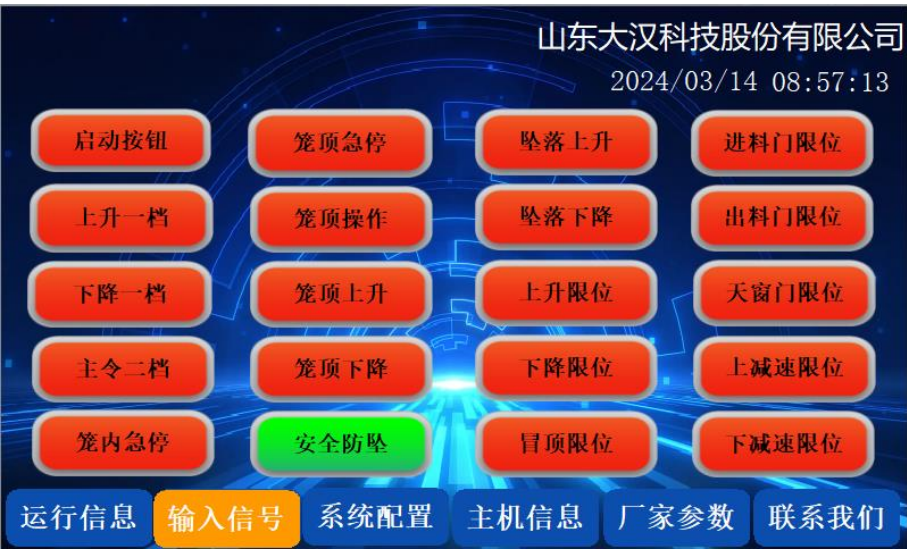 山东大汉科技股份有限公司
2024/03/14 08:57:13
启动按钮 笼顶急停 坠落上升 进料门限位
上升一档 笼顶操作 坠落下降 出料门限位
下降一档 笼顶上升 上升限位 天窗门限位
主令二档 笼顶下降 下降限位 上减速限位
笼内急停 安全防坠 冒顶限位 下减速限位
运行信息 输入信号 系统配置 主机信息 厂家参数 联系我们